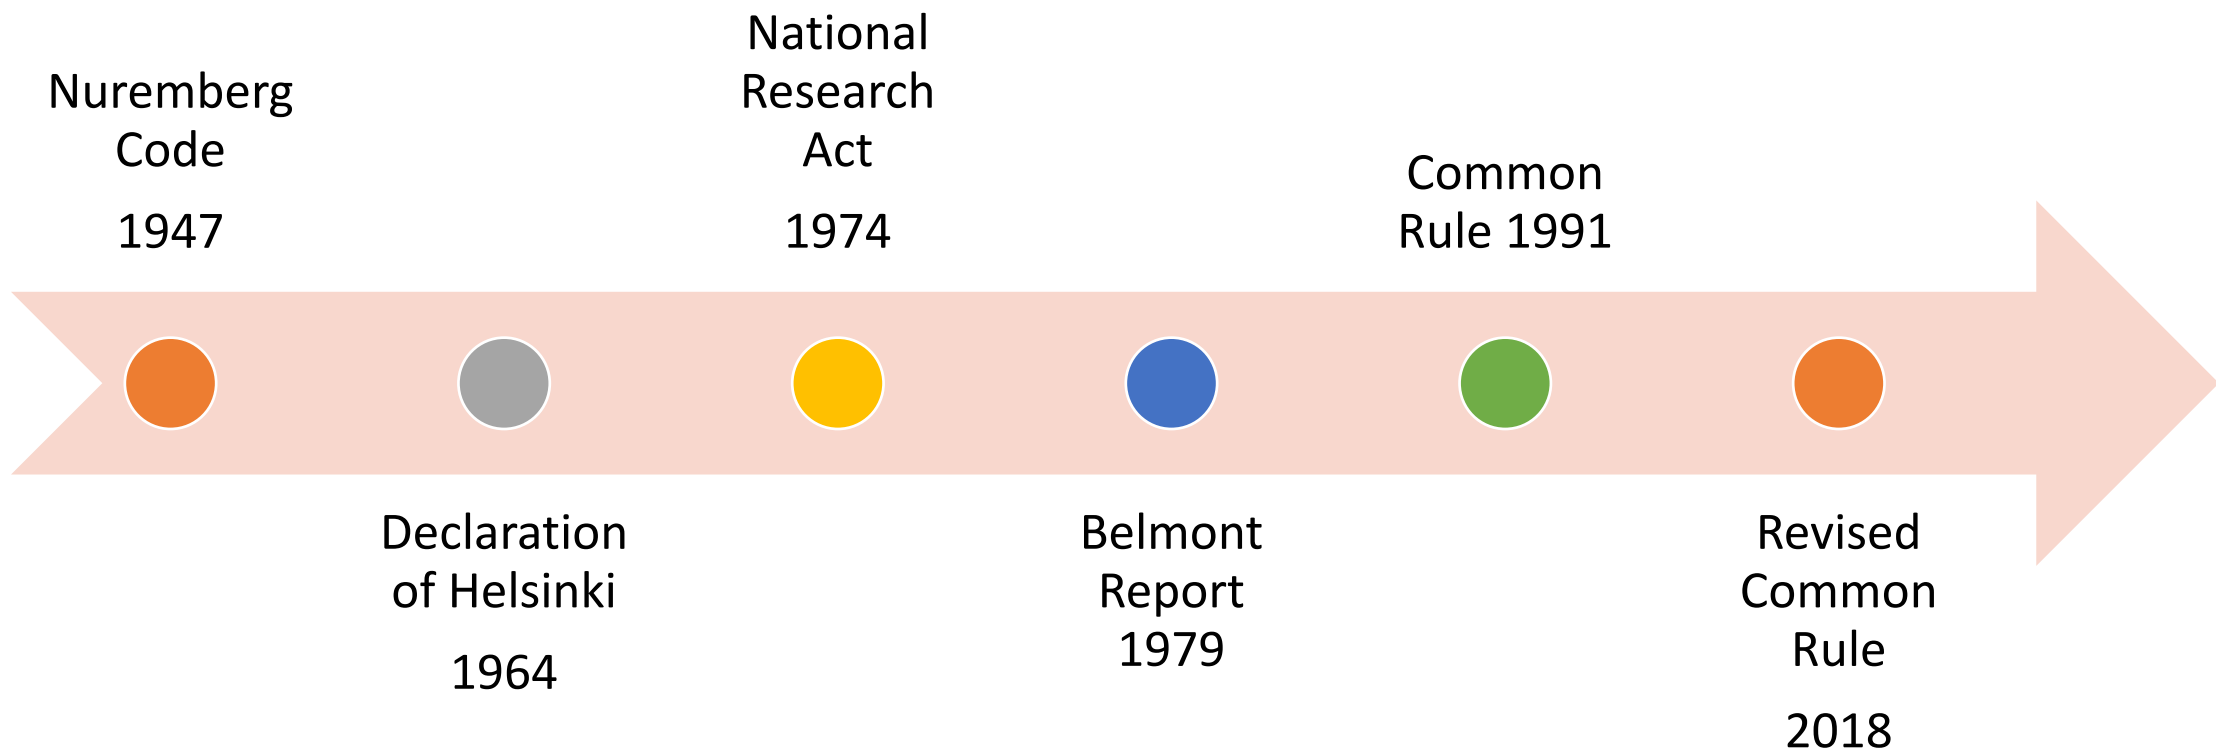 Nuremberg
Code
1947
Declaration
of Helsinki
1964
National
Research
Act
1974
Belmont
Report
1979
Common
Rule 1991
Revised
Common
Rule
2018